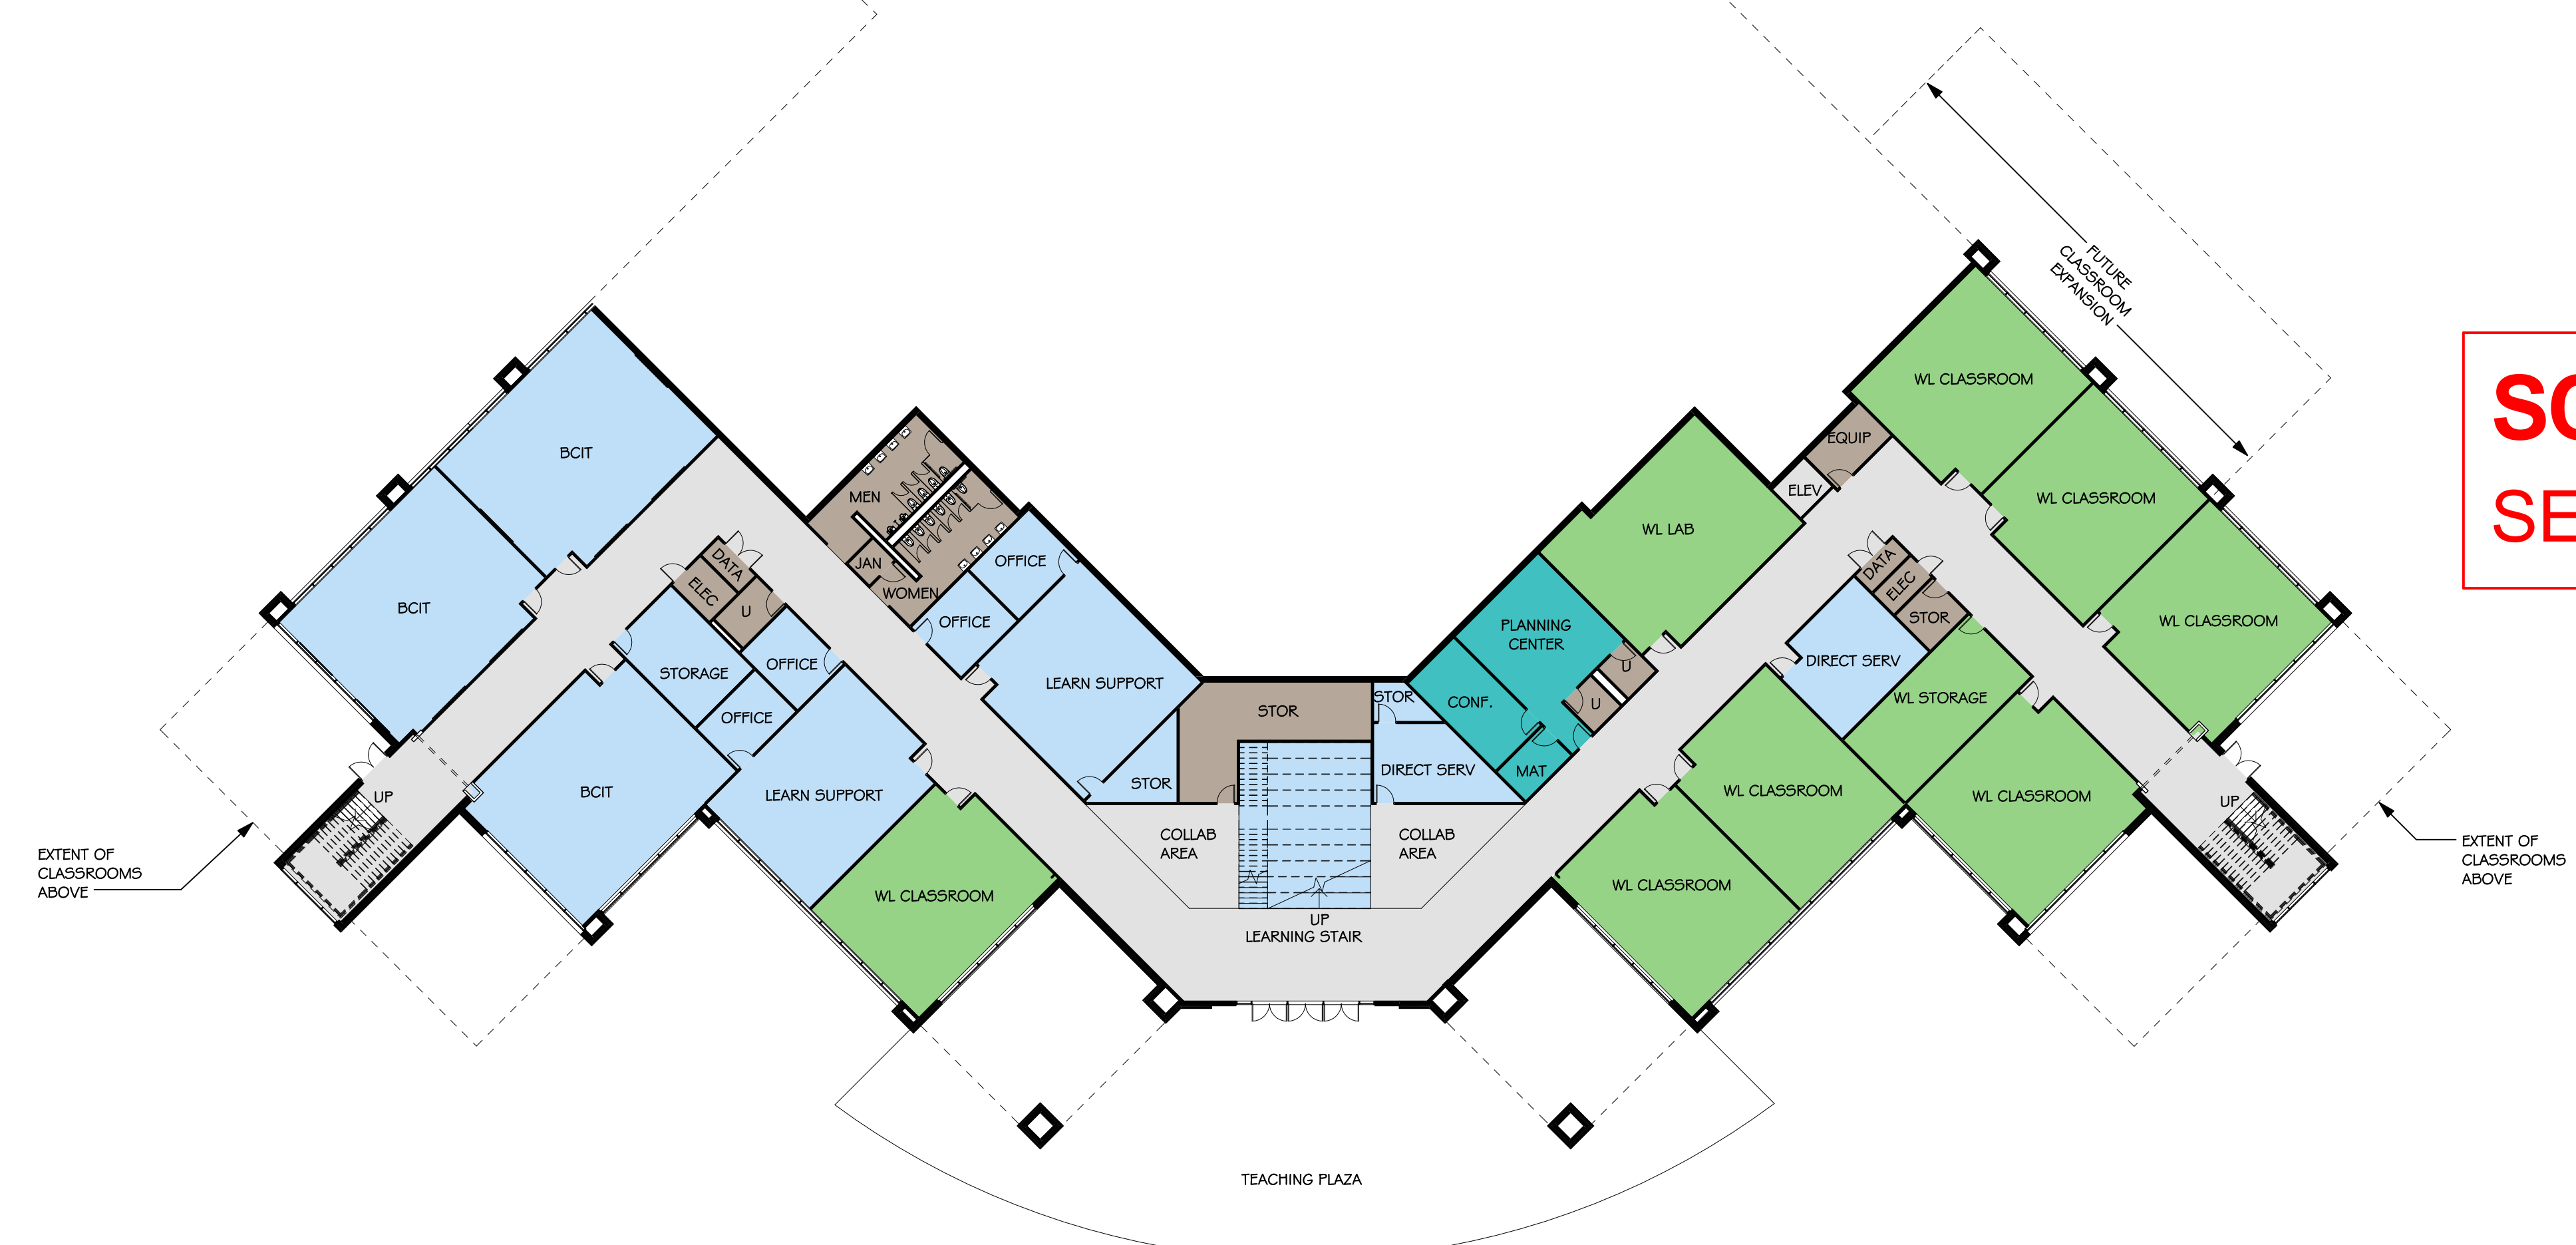 FUTURE
CLASSROOM
EXPANSION
WL CLASSROOM
BCIT
EQUIP
MEN
ELEV
WL CLASSROOM
WL LAB
DATA
JAN
OFFICE
DATA
ELEC
WOMEN
ELEC
BCIT
U
OFFICE
STOR
WL CLASSROOM
PLANNING
CENTER
OFFICE
U
DIRECT SERV
STORAGE
LEARN SUPPORT
STOR
CONF.
U
WL STORAGE
OFFICE
STOR
BCIT
LEARN SUPPORT
STOR
DIRECT SERV
MAT
WL CLASSROOM
WL CLASSROOM
UP
UP
COLLAB
AREA
COLLAB
AREA
EXTENT OF
CLASSROOMS
ABOVE
EXTENT OF
CLASSROOMS
ABOVE
WL CLASSROOM
WL CLASSROOM
UP
LEARNING STAIR
TEACHING PLAZA